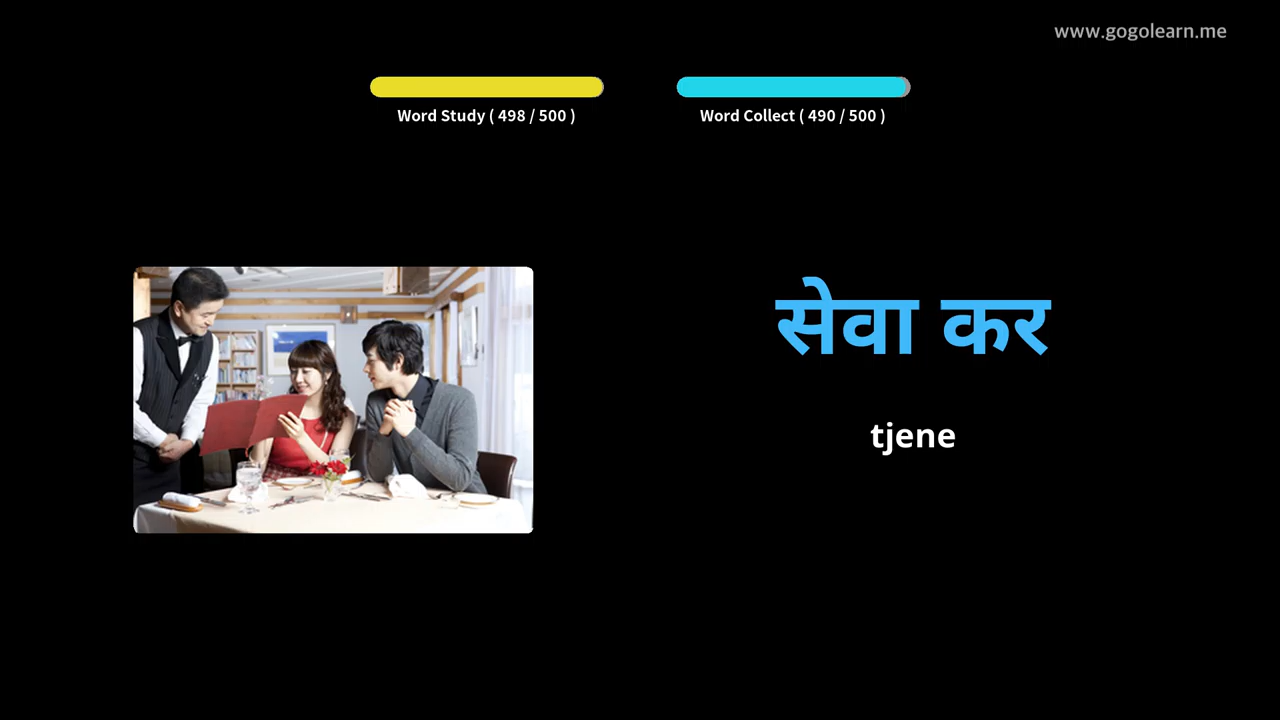 www.gogolearn.me
Word Study ( 498 / 500 )
Word Collect ( 490 / 500 )
सेवा कर
tjene